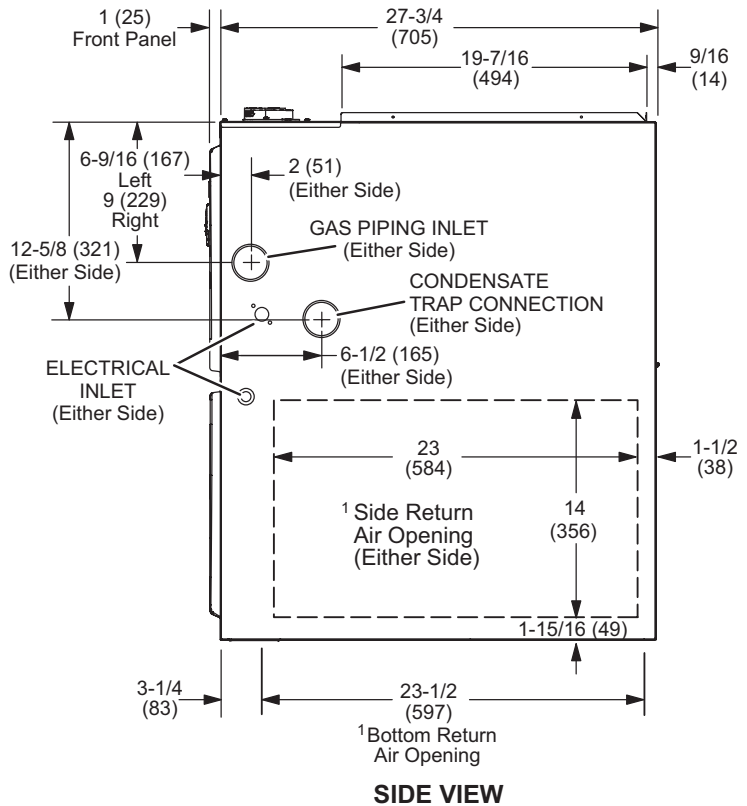 1 (25)
Front Panel
27-3/4
(705)
19-7/16
(494)
9/16
(14)
6-9/16 (167)
Left
9 (229)
Right
2 (51)
(Either Side)
GAS PIPING INLET
(Either Side)
12-5/8 (321)
(Either Side)
CONDENSATE
TRAP CONNECTION
(Either Side)
6-1/2 (165)
(Either Side)
ELECTRICAL
INLET
(Either Side)
23
(584)
1-1/2
(38)
14
(356)
1 Side Return
Air Opening
(Either Side)
1-15/16 (49)
3-1/4
(83)
23-1/2
(597)
1Bottom Return
Air Opening
SIDE VIEW